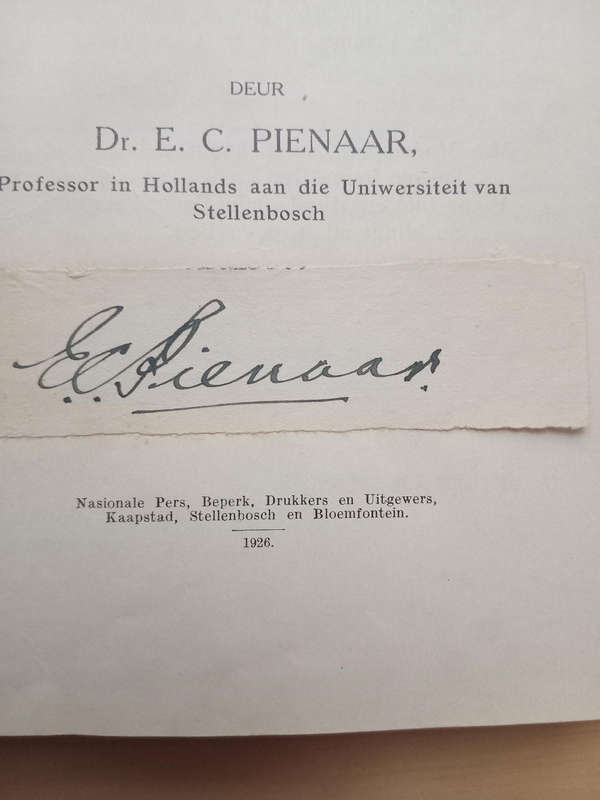 DEUR
Dr. E. C. PIENAAR,
Professor in Hollands aan die Uniwersiteit van
Stellenbosch
E. C. Pienaar.
Nasionale Pers, Beperk, Drukkers en Uitgewers,
Kaapstad, Stellenbosch en Bloemfontein.
1926.